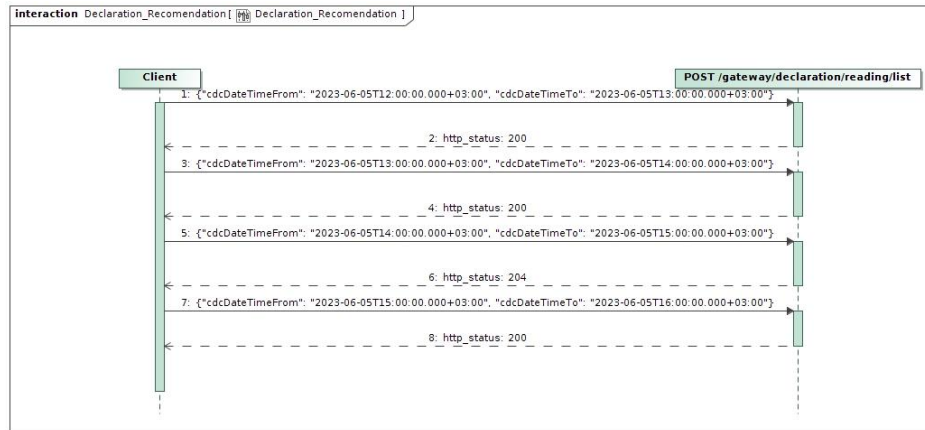 interaction Declaration_Recomendation [ Declaration_Recomendation ]
Client
POST /gateway/declaration/reading/list
1: {"cdcDateTimeFrom": "2023-06-05T12:00:00.000+03:00", "cdcDateTimeTo": "2023-06-05T13:00:00.000+03:00"}
2: http_status: 200
3: {"cdcDateTimeFrom": "2023-06-05T13:00:00.000+03:00", "cdcDateTimeTo": "2023-06-05T14:00:00.000+03:00"}
4: http_status: 200
5: {"cdcDateTimeFrom": "2023-06-05T14:00:00.000+03:00", "cdcDateTimeTo": "2023-06-05T15:00:00.000+03:00"}
6: http_status: 204
7: {"cdcDateTimeFrom": "2023-06-05T15:00:00.000+03:00", "cdcDateTimeTo": "2023-06-05T16:00:00.000+03:00"}
8: http_status: 200